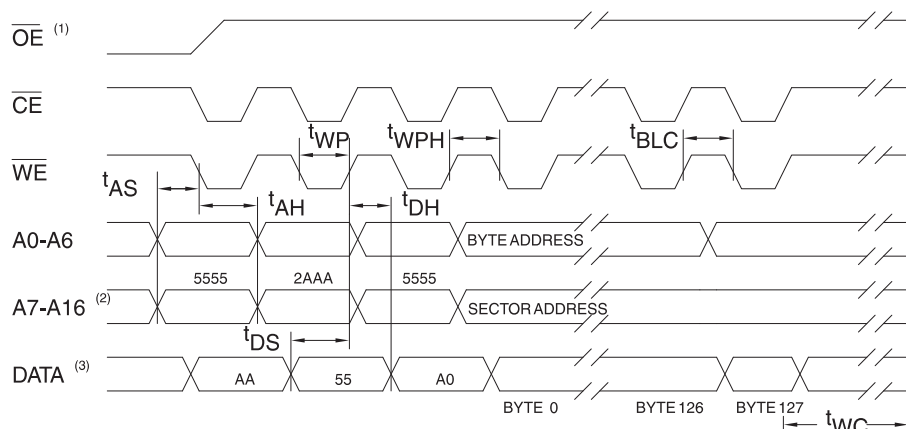 OE (1)
CE
tWP tWPH tBLC
WE
tAS
tAH tDH
A0-A6 BYTE ADDRESS
5555 2AAA 5555
A7-A16 (2) SECTOR ADDRESS
tDS
DATA (3) AA 55 A0
BYTE 0 BYTE 126 BYTE 127
tWC